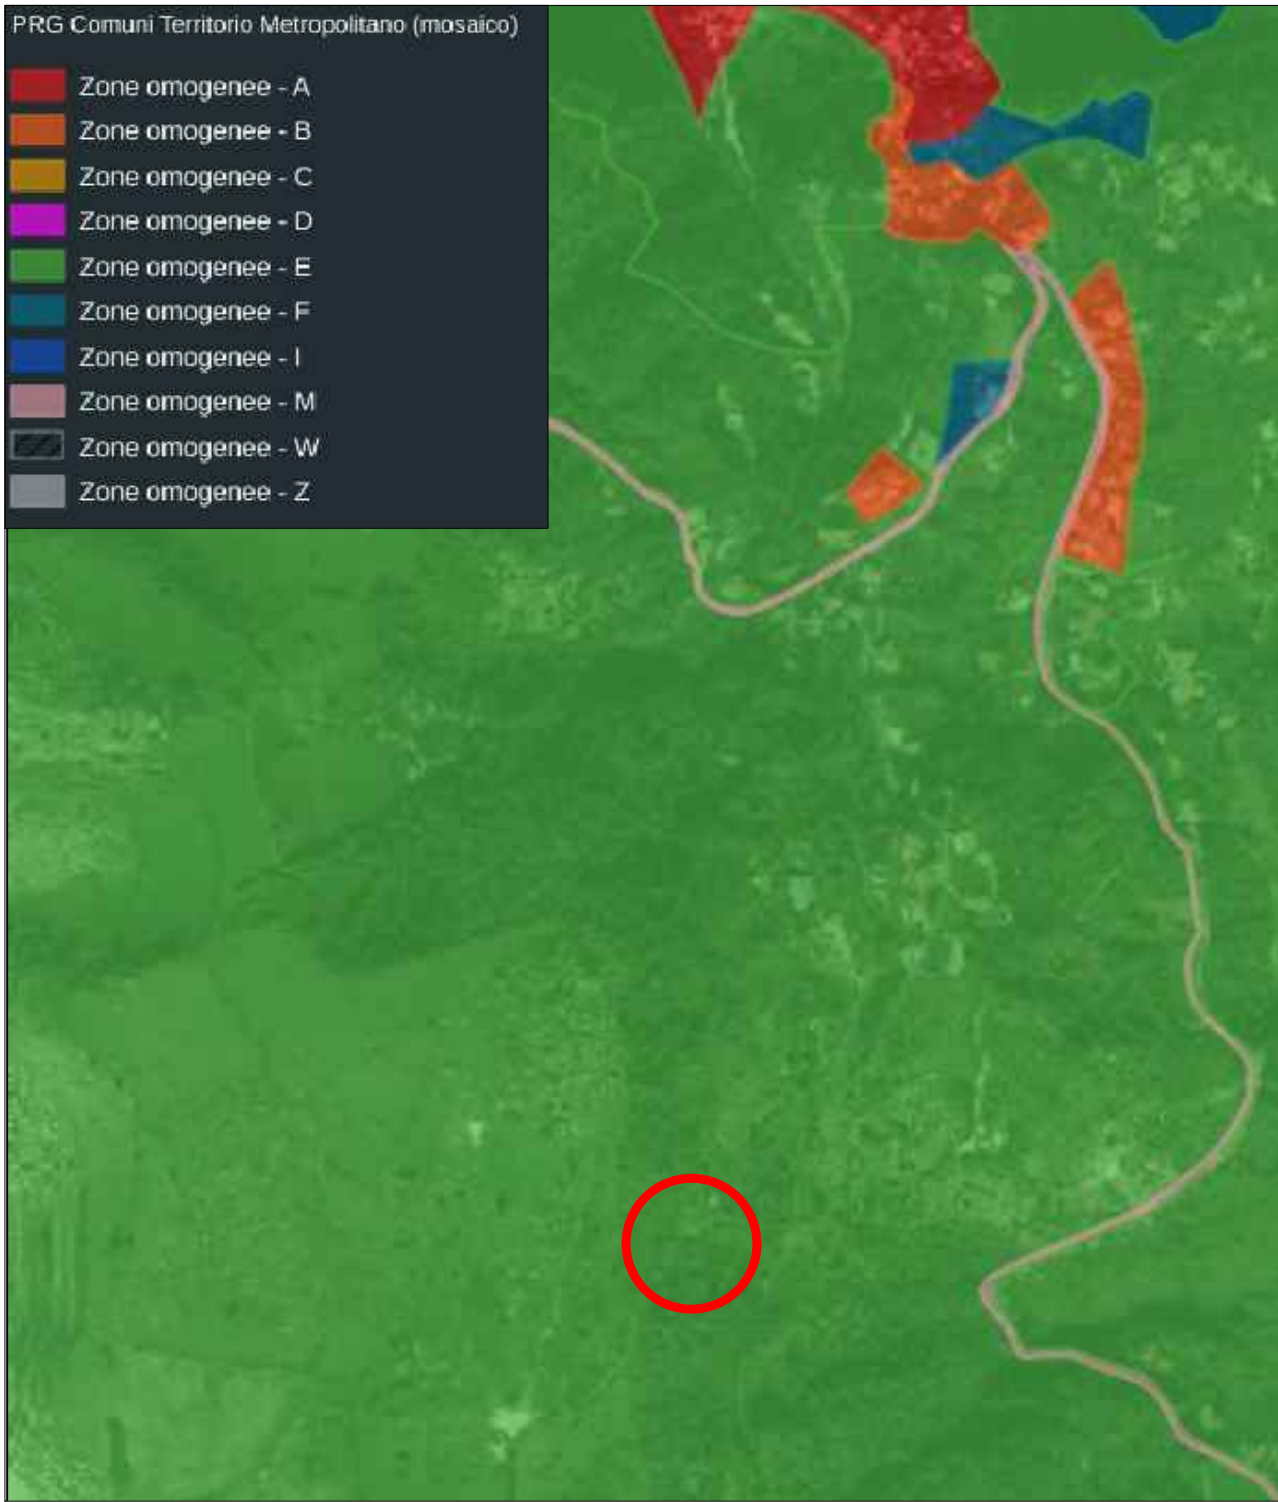 PRG Comuni Territorio Metropolitano (mosaico)
Zone omogenee - A
Zone omogenee - B
Zone omogenee - C
Zone omogenee - D
Zone omogenee - E
Zone omogenee - F
Zone omogenee - I
Zone omogenee - M
Zone omogenee - W
Zone omogenee - Z